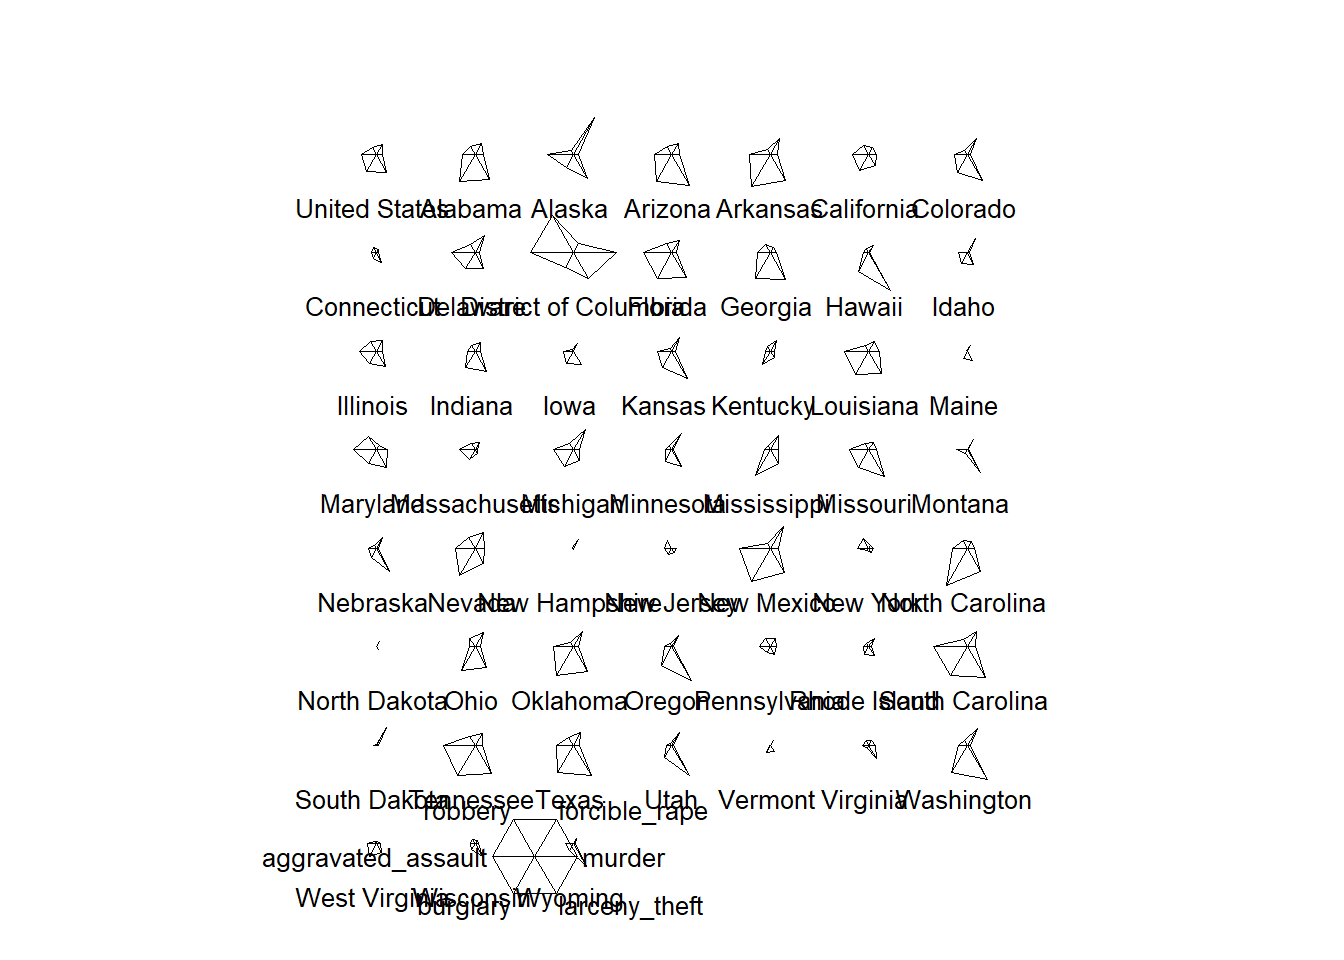 United States Alabama Alaska Arizona Arkansas California Colorado
Connecticut Delaware District of Columbia Florida Georgia Hawaii Idaho
Illinois Indiana Iowa Kansas Kentucky Louisiana Maine
Maryland Massachusetts Michigan Minnesota Mississippi Missouri Montana
Nebraska Nevada New Hampshire New Jersey New Mexico New York North Carolina
North Dakota Ohio Oklahoma Oregon Pennsylvania Rhode Island South Carolina
South Dakota Tennessee Texas Utah Vermont Virginia Washington
robbery forcible_rape
aggravated_assault murder
West Virginia Wisconsin Wyoming
burglary larceny_theft